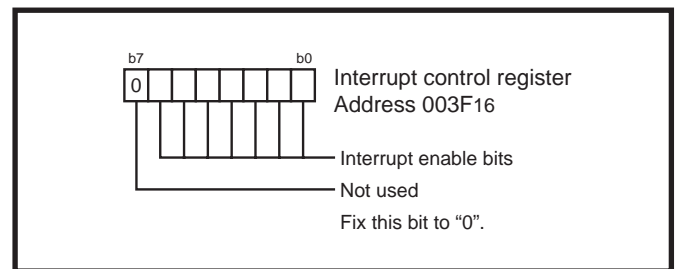 b7 b0
0
Interrupt control register
Address 003F16
Interrupt enable bits
Not used
Fix this bit to “0”.